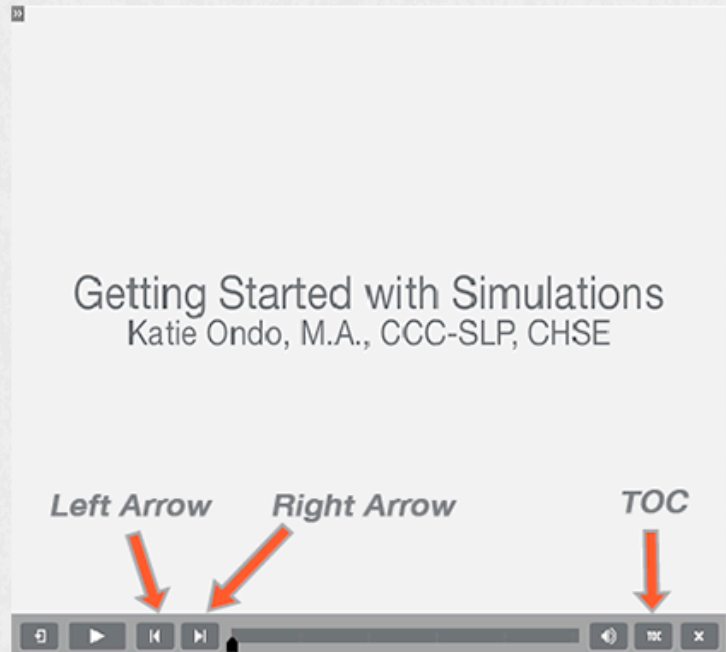 Getting Started with Simulations
Katie Ondo, M.A., CCC-SLP, CHSE
Left Arrow Right Arrow TOC
TOC